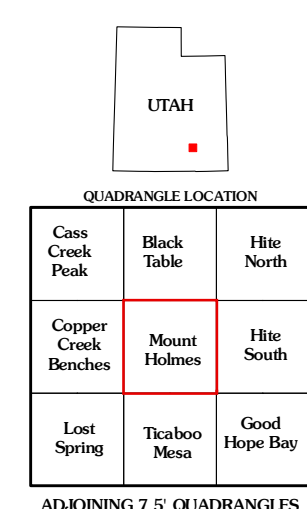 UTAH
QUADRANGLE LOCATION
Cass
Creek
Peak
Black
Table
Hite
North
Copper
Creek
Benches
Mount
Holmes
Hite
South
Lost
Spring
Ticaboo
Mesa
Good
Hope Bay
ADJOINING 7.5' QUADRANGLES